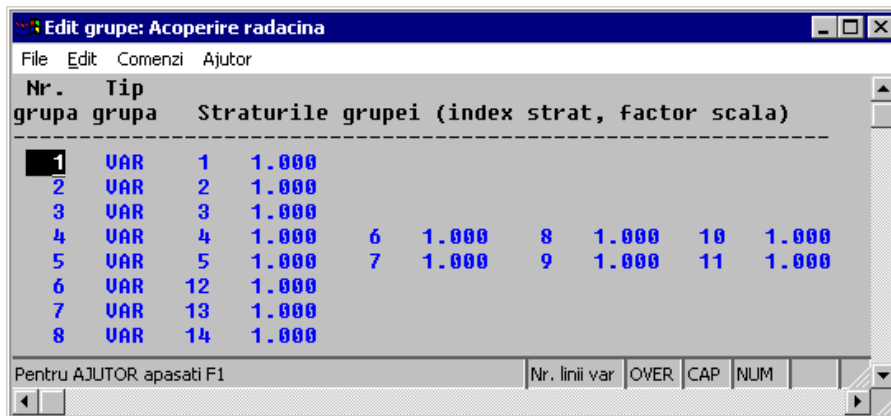 Edit grupe: Acoperire radacina
File Edit Comenzi Ajutor
Nr. Tip
grupa grupa Straturile grupei (index strat, factor scala)
1 VAR 1 1.000
2 VAR 2 1.000
3 VAR 3 1.000
4 VAR 4 1.000 6 1.000 8 1.000 10 1.000
5 VAR 5 1.000 7 1.000 9 1.000 11 1.000
6 VAR 12 1.000
7 VAR 13 1.000
8 VAR 14 1.000
Pentru AJUTOR apasati F1 Nr. linii var OVER CAP NUM